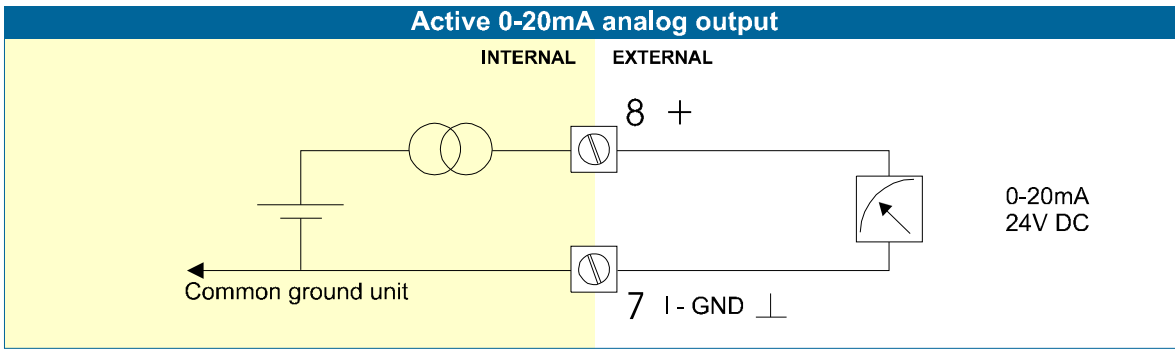 Active 0-20mA analog output
INTERNAL EXTERNAL
8 +
0-20mA
24V DC
Common ground unit
7 I - GND ⊥